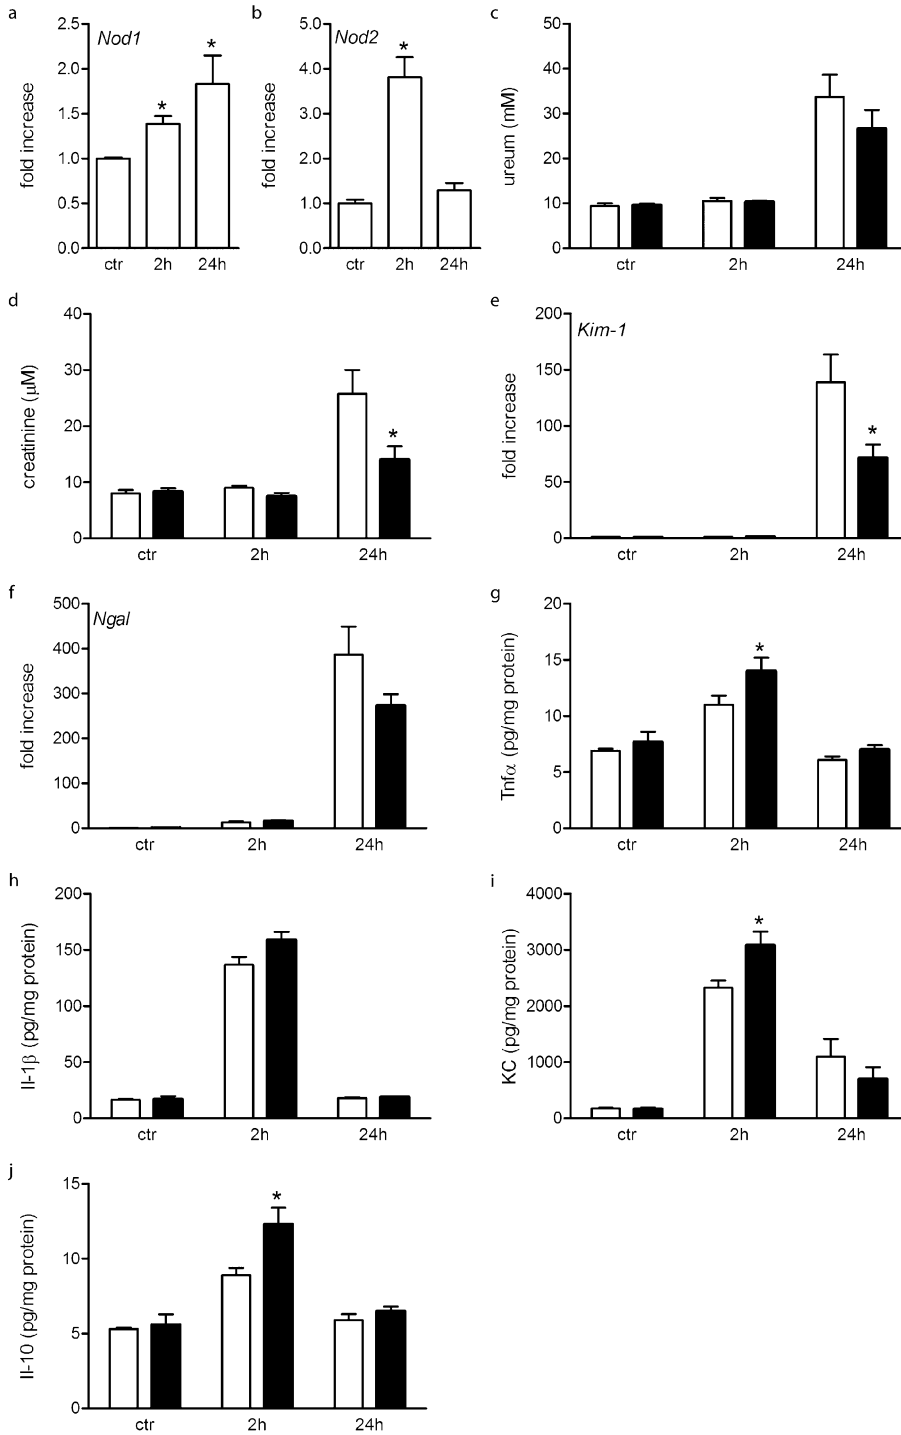 a
Nod1
fold increase
2.5
2.0
1.5
1.0
0.5
0.0
*
*
ctr 2h 24h
b
Nod2
fold increase
5.0
4.0
3.0
2.0
1.0
0.0
*
ctr 2h 24h
c
ureum (mM)
50
40
30
20
10
0
ctr 2h 24h
d
creatinine (μM)
40
30
20
10
0
*
ctr 2h 24h
e
Kim-1
fold increase
200
150
100
50
0
*
ctr 2h 24h
f
Ngal
fold increase
500
400
300
200
100
0
ctr 2h 24h
g
Tnfα (pg/mg protein)
20
15
10
5
0
*
ctr 2h 24h
h
Il-1β (pg/mg protein)
200
150
100
50
0
ctr 2h 24h
i
KC (pg/mg protein)
4000
3000
2000
1000
0
*
ctr 2h 24h
j
Il-10 (pg/mg protein)
15
10
5
0
*
ctr 2h 24h